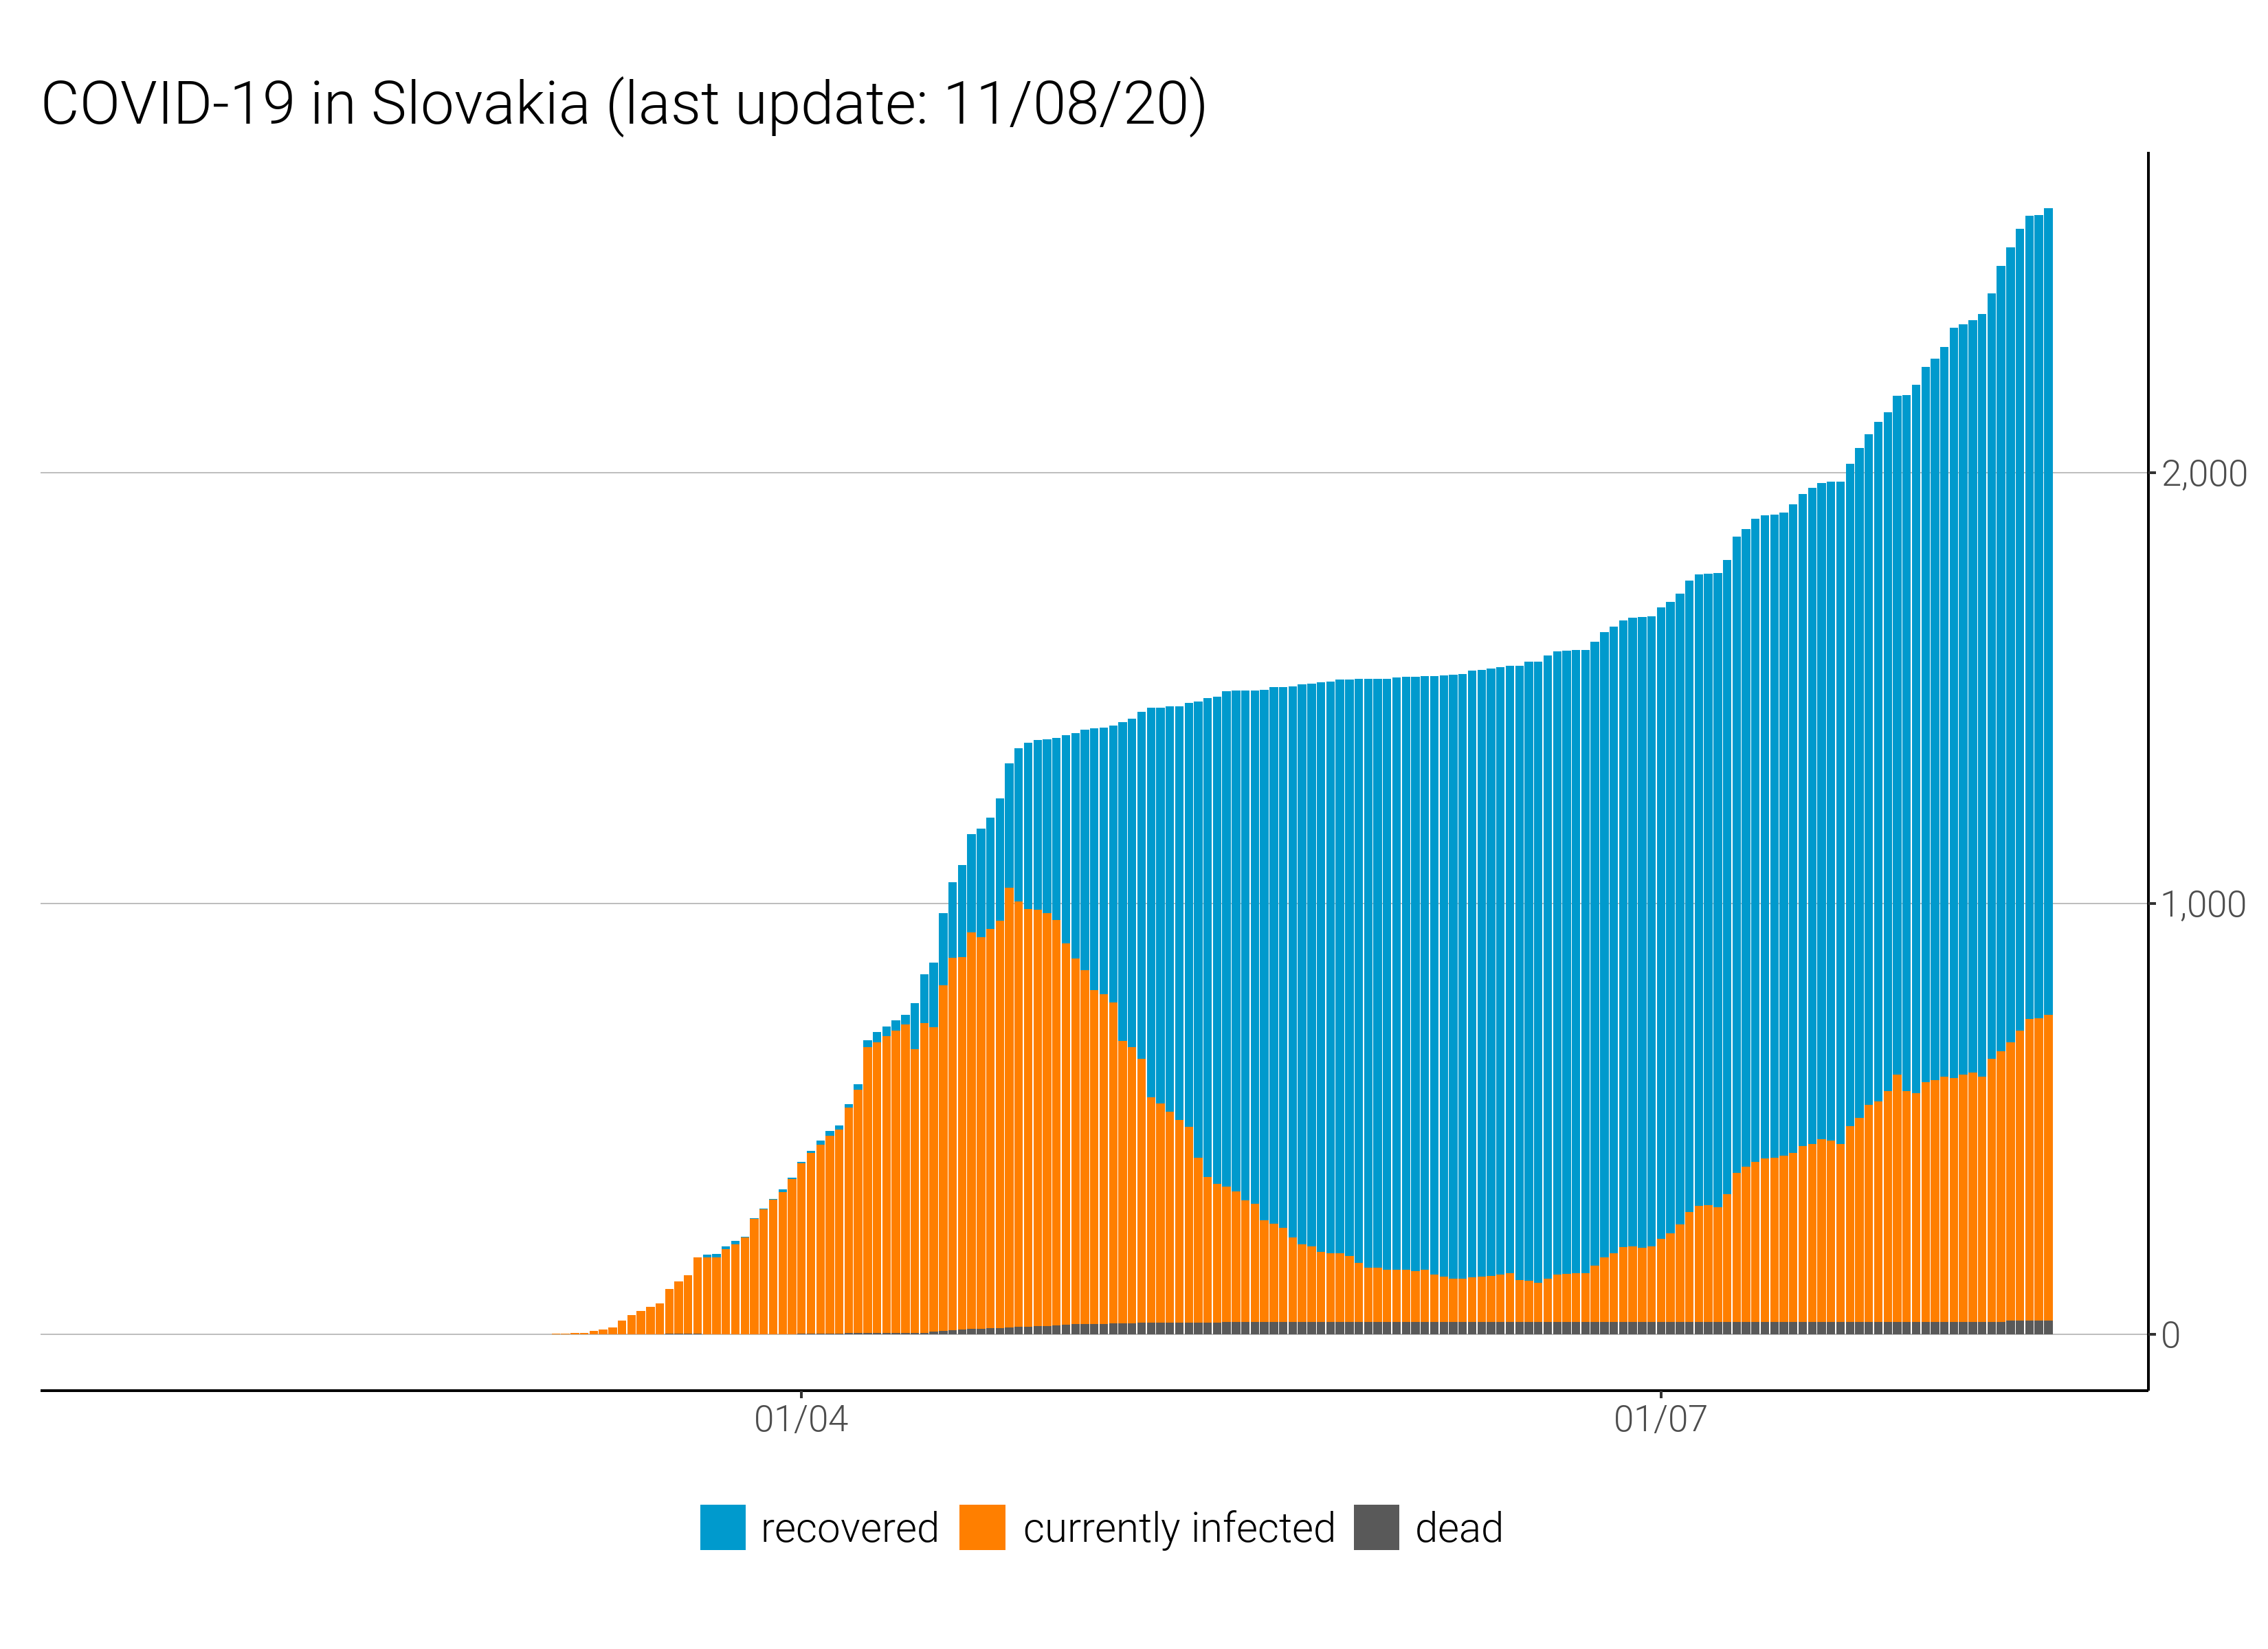 COVID-19 in Slovakia (last update: 11/08/20)
2,000
1,000
0
01/04 01/07
recovered currently infected dead